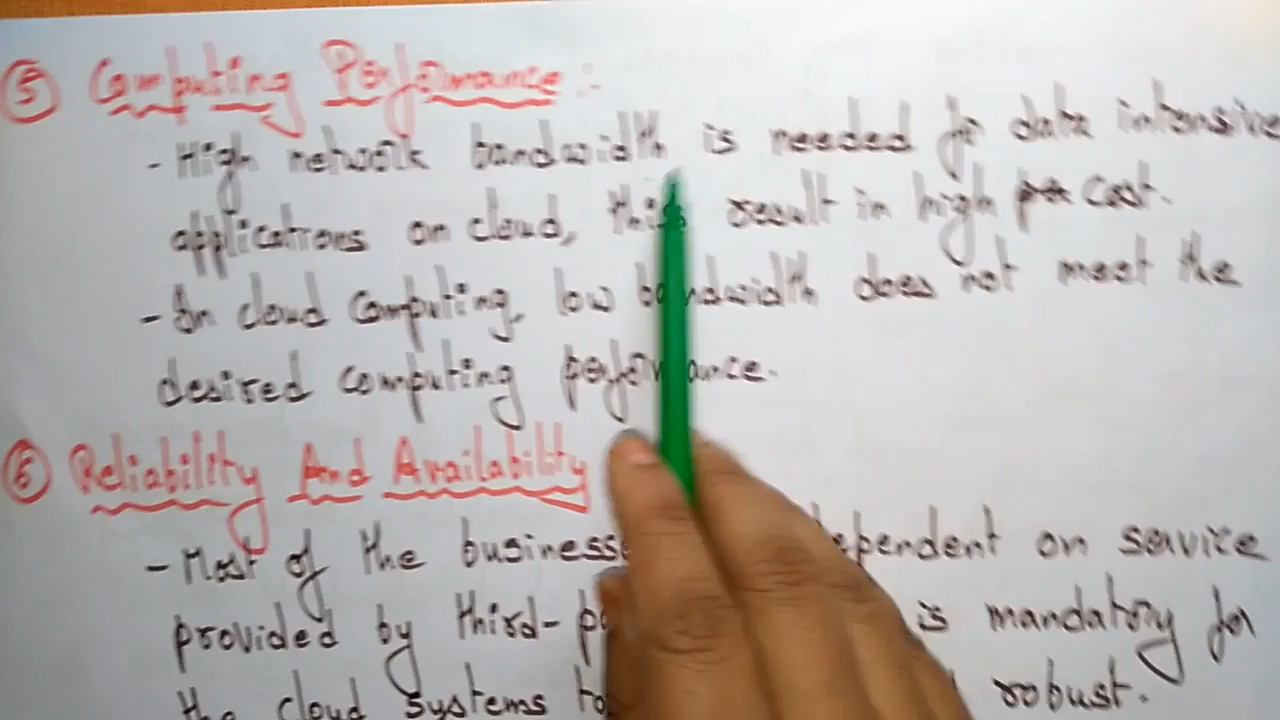 ⑤ Computing Performance :-
- High network bandwidth is needed for data intensive
applications on cloud, this result in high cost.
- In cloud computing, low bandwidth does not meet the
desired computing performance.
⑥ Reliability And Availability
- Most of the business dependent on service
provided by third- is mandatory for
the cloud systems to robust.